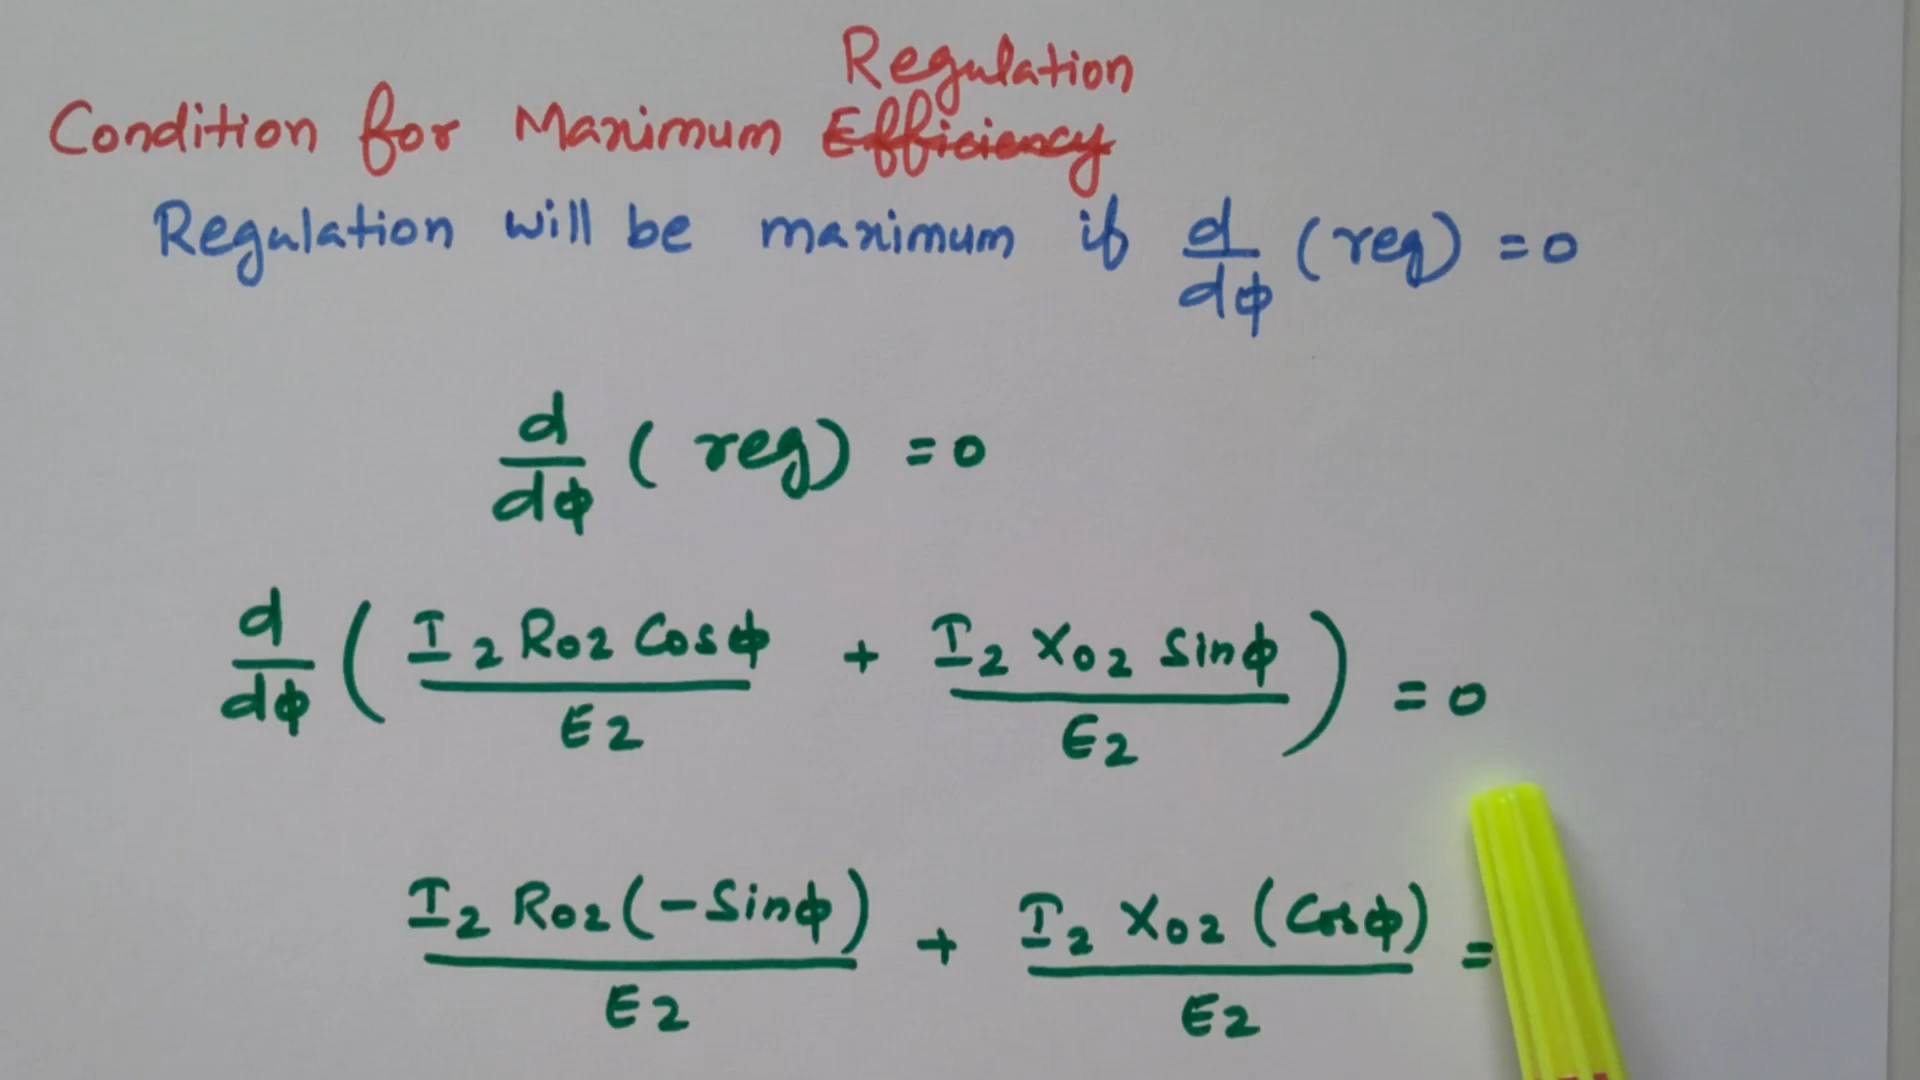 Regulation
Condition for Maximum Efficiency
Regulation will be maximum if d/dϕ (reg) = 0
d/dϕ (reg) = 0
d/dϕ ( I2 R02 Cosϕ / E2 + I2 X02 Sinϕ / E2 ) = 0
I2 R02 (-Sinϕ) / E2 + I2 X02 (Cosϕ) / E2 =